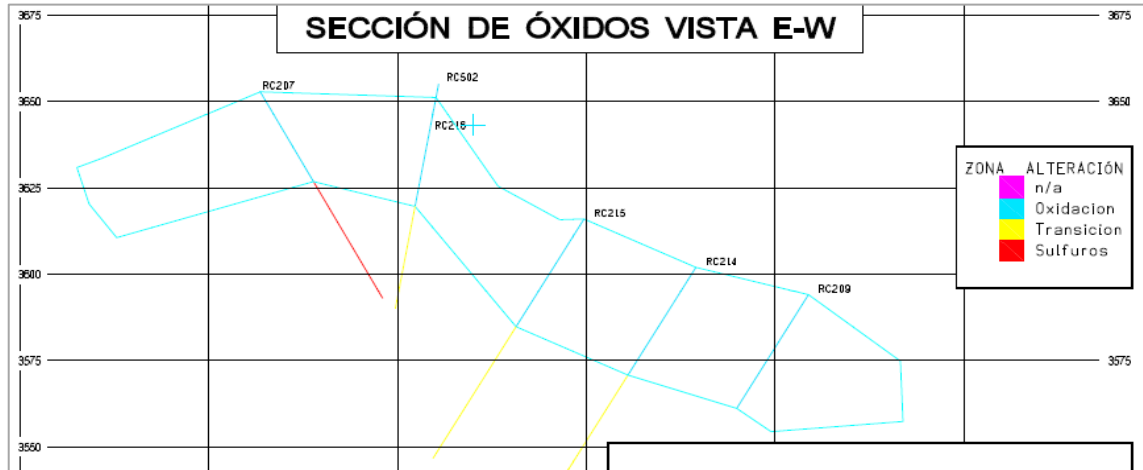 SECCIÓN DE ÓXIDOS VISTA E-W
3675
3675
RC207
RC502
3650
3650
RC216
ZONA ALTERACIÓN
n/a
Oxidacion
Transicion
Sulfuros
3625
RC215
RC214
3600
RC209
3575
3575
3550